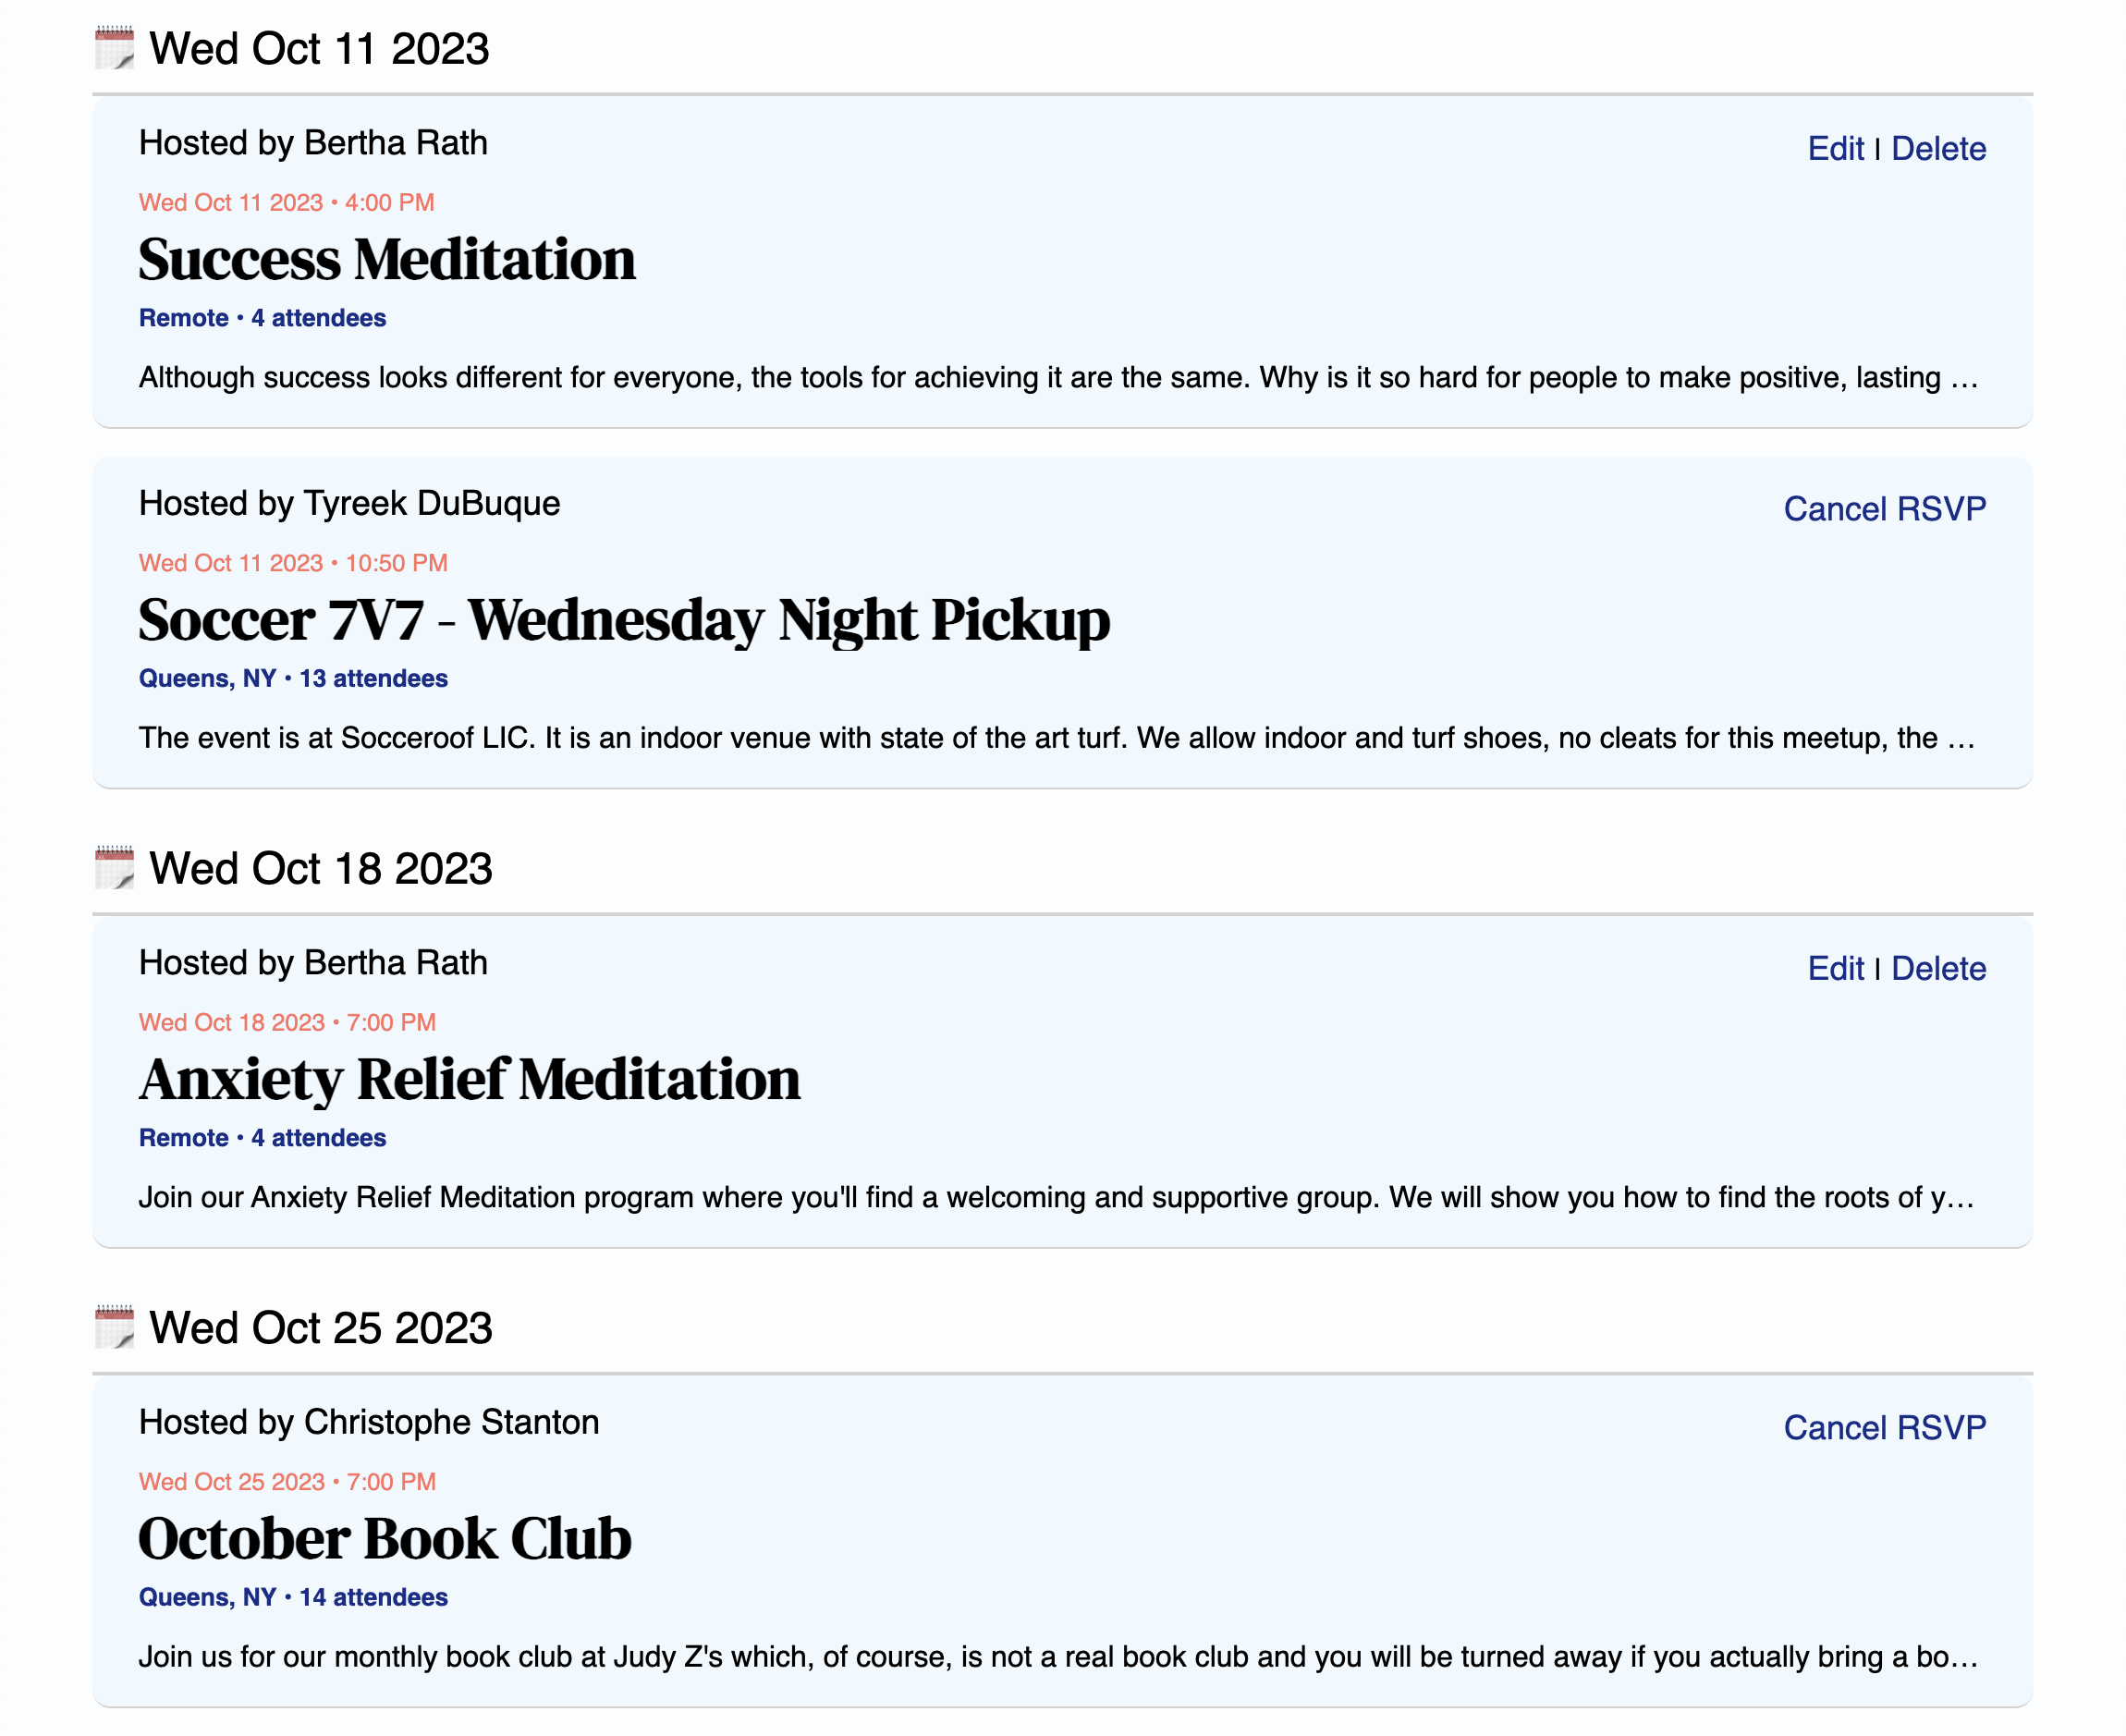 Wed Oct 11 2023
Hosted by Bertha Rath
Edit | Delete
Wed Oct 11 2023 • 4:00 PM
Success Meditation
Remote • 4 attendees
Although success looks different for everyone, the tools for achieving it are the same. Why is it so hard for people to make positive, lasting …
Hosted by Tyreek DuBuque
Cancel RSVP
Wed Oct 11 2023 • 10:50 PM
Soccer 7V7 - Wednesday Night Pickup
Queens, NY • 13 attendees
The event is at Socceroof LIC. It is an indoor venue with state of the art turf. We allow indoor and turf shoes, no cleats for this meetup, the …
Wed Oct 18 2023
Hosted by Bertha Rath
Edit | Delete
Wed Oct 18 2023 • 7:00 PM
Anxiety Relief Meditation
Remote • 4 attendees
Join our Anxiety Relief Meditation program where you'll find a welcoming and supportive group. We will show you how to find the roots of y…
Wed Oct 25 2023
Hosted by Christophe Stanton
Cancel RSVP
Wed Oct 25 2023 • 7:00 PM
October Book Club
Queens, NY • 14 attendees
Join us for our monthly book club at Judy Z's which, of course, is not a real book club and you will be turned away if you actually bring a bo…